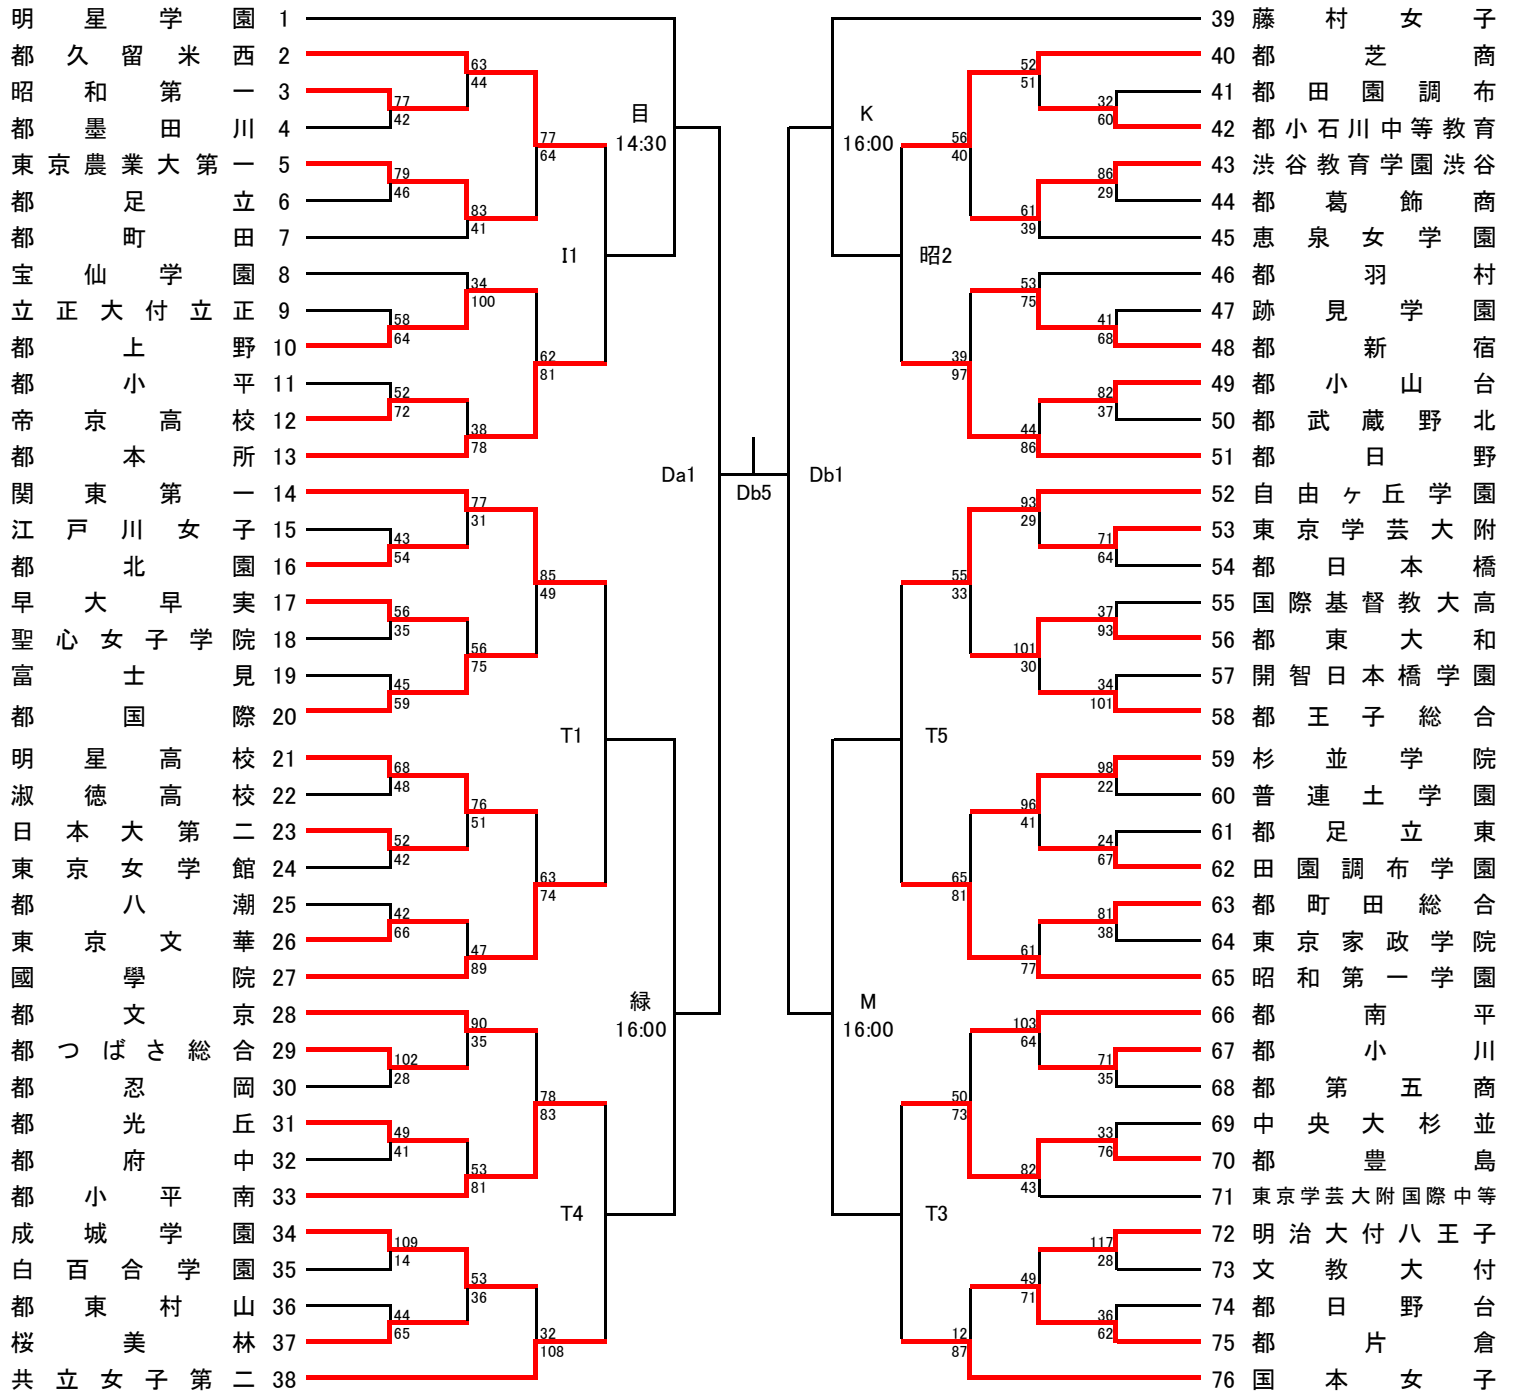 明星学園 1
都久留米西 2
63
44
昭和第一 3
77
42
都墨田川 4
77
64
東京農業大第一 5
79
46
都足立 6
83
41
都町田 7
I1
宝仙学園 8
34
100
立正大付立正 9
58
64
都上野 10
62
81
都小平 11
52
72
帝京高校 12
38
78
都本所 13
目
14:30
関東第一 14
77
31
江戸川女子 15
43
54
都北園 16
85
49
早大早実 17
56
35
聖心女子学院 18
56
75
富士見 19
45
59
都国際 20
T1
明星高校 21
68
48
淑徳高校 22
76
51
日本大第二 23
52
42
東京女学館 24
63
74
都八潮 25
42
66
東京文華 26
47
89
國學院 27
緑
16:00
都文京 28
90
35
都つばさ総合 29
102
28
都忍岡 30
78
83
都光丘 31
49
41
都府中 32
53
81
都小平南 33
T4
成城学園 34
109
14
白百合学園 35
53
36
都東村山 36
44
65
桜美林 37
32
108
共立女子第二 38
Da1
Db5
Db1
39 藤村女子
40 都芝商
52
51
41 都田園調布
32
60
42 都小石川中等教育
K
16:00
56
40
43 渋谷教育学園渋谷
86
29
44 都葛飾商
61
39
45 恵泉女学園
昭2
46 都羽村
53
75
47 跡見学園
41
68
48 都新宿
39
97
49 都小山台
82
37
50 都武蔵野北
44
86
51 都日野
52 自由ヶ丘学園
93
29
53 東京学芸大附
71
64
54 都日本橋
55
33
55 国際基督教大高
37
93
56 都東大和
101
30
57 開智日本橋学園
34
101
58 都王子総合
T5
59 杉並学院
98
22
60 普連土学園
96
41
61 都足立東
24
67
62 田園調布学園
65
81
63 都町田総合
81
38
64 東京家政学院
61
77
65 昭和第一学園
M
16:00
66 都南平
103
64
67 都小川
71
35
68 都第五商
50
73
69 中央大杉並
33
76
70 都豊島
82
43
71 東京学芸大附国際中等
T3
72 明治大付八王子
117
28
73 文教大付
49
71
74 都日野台
36
62
75 都片倉
12
87
76 国本女子